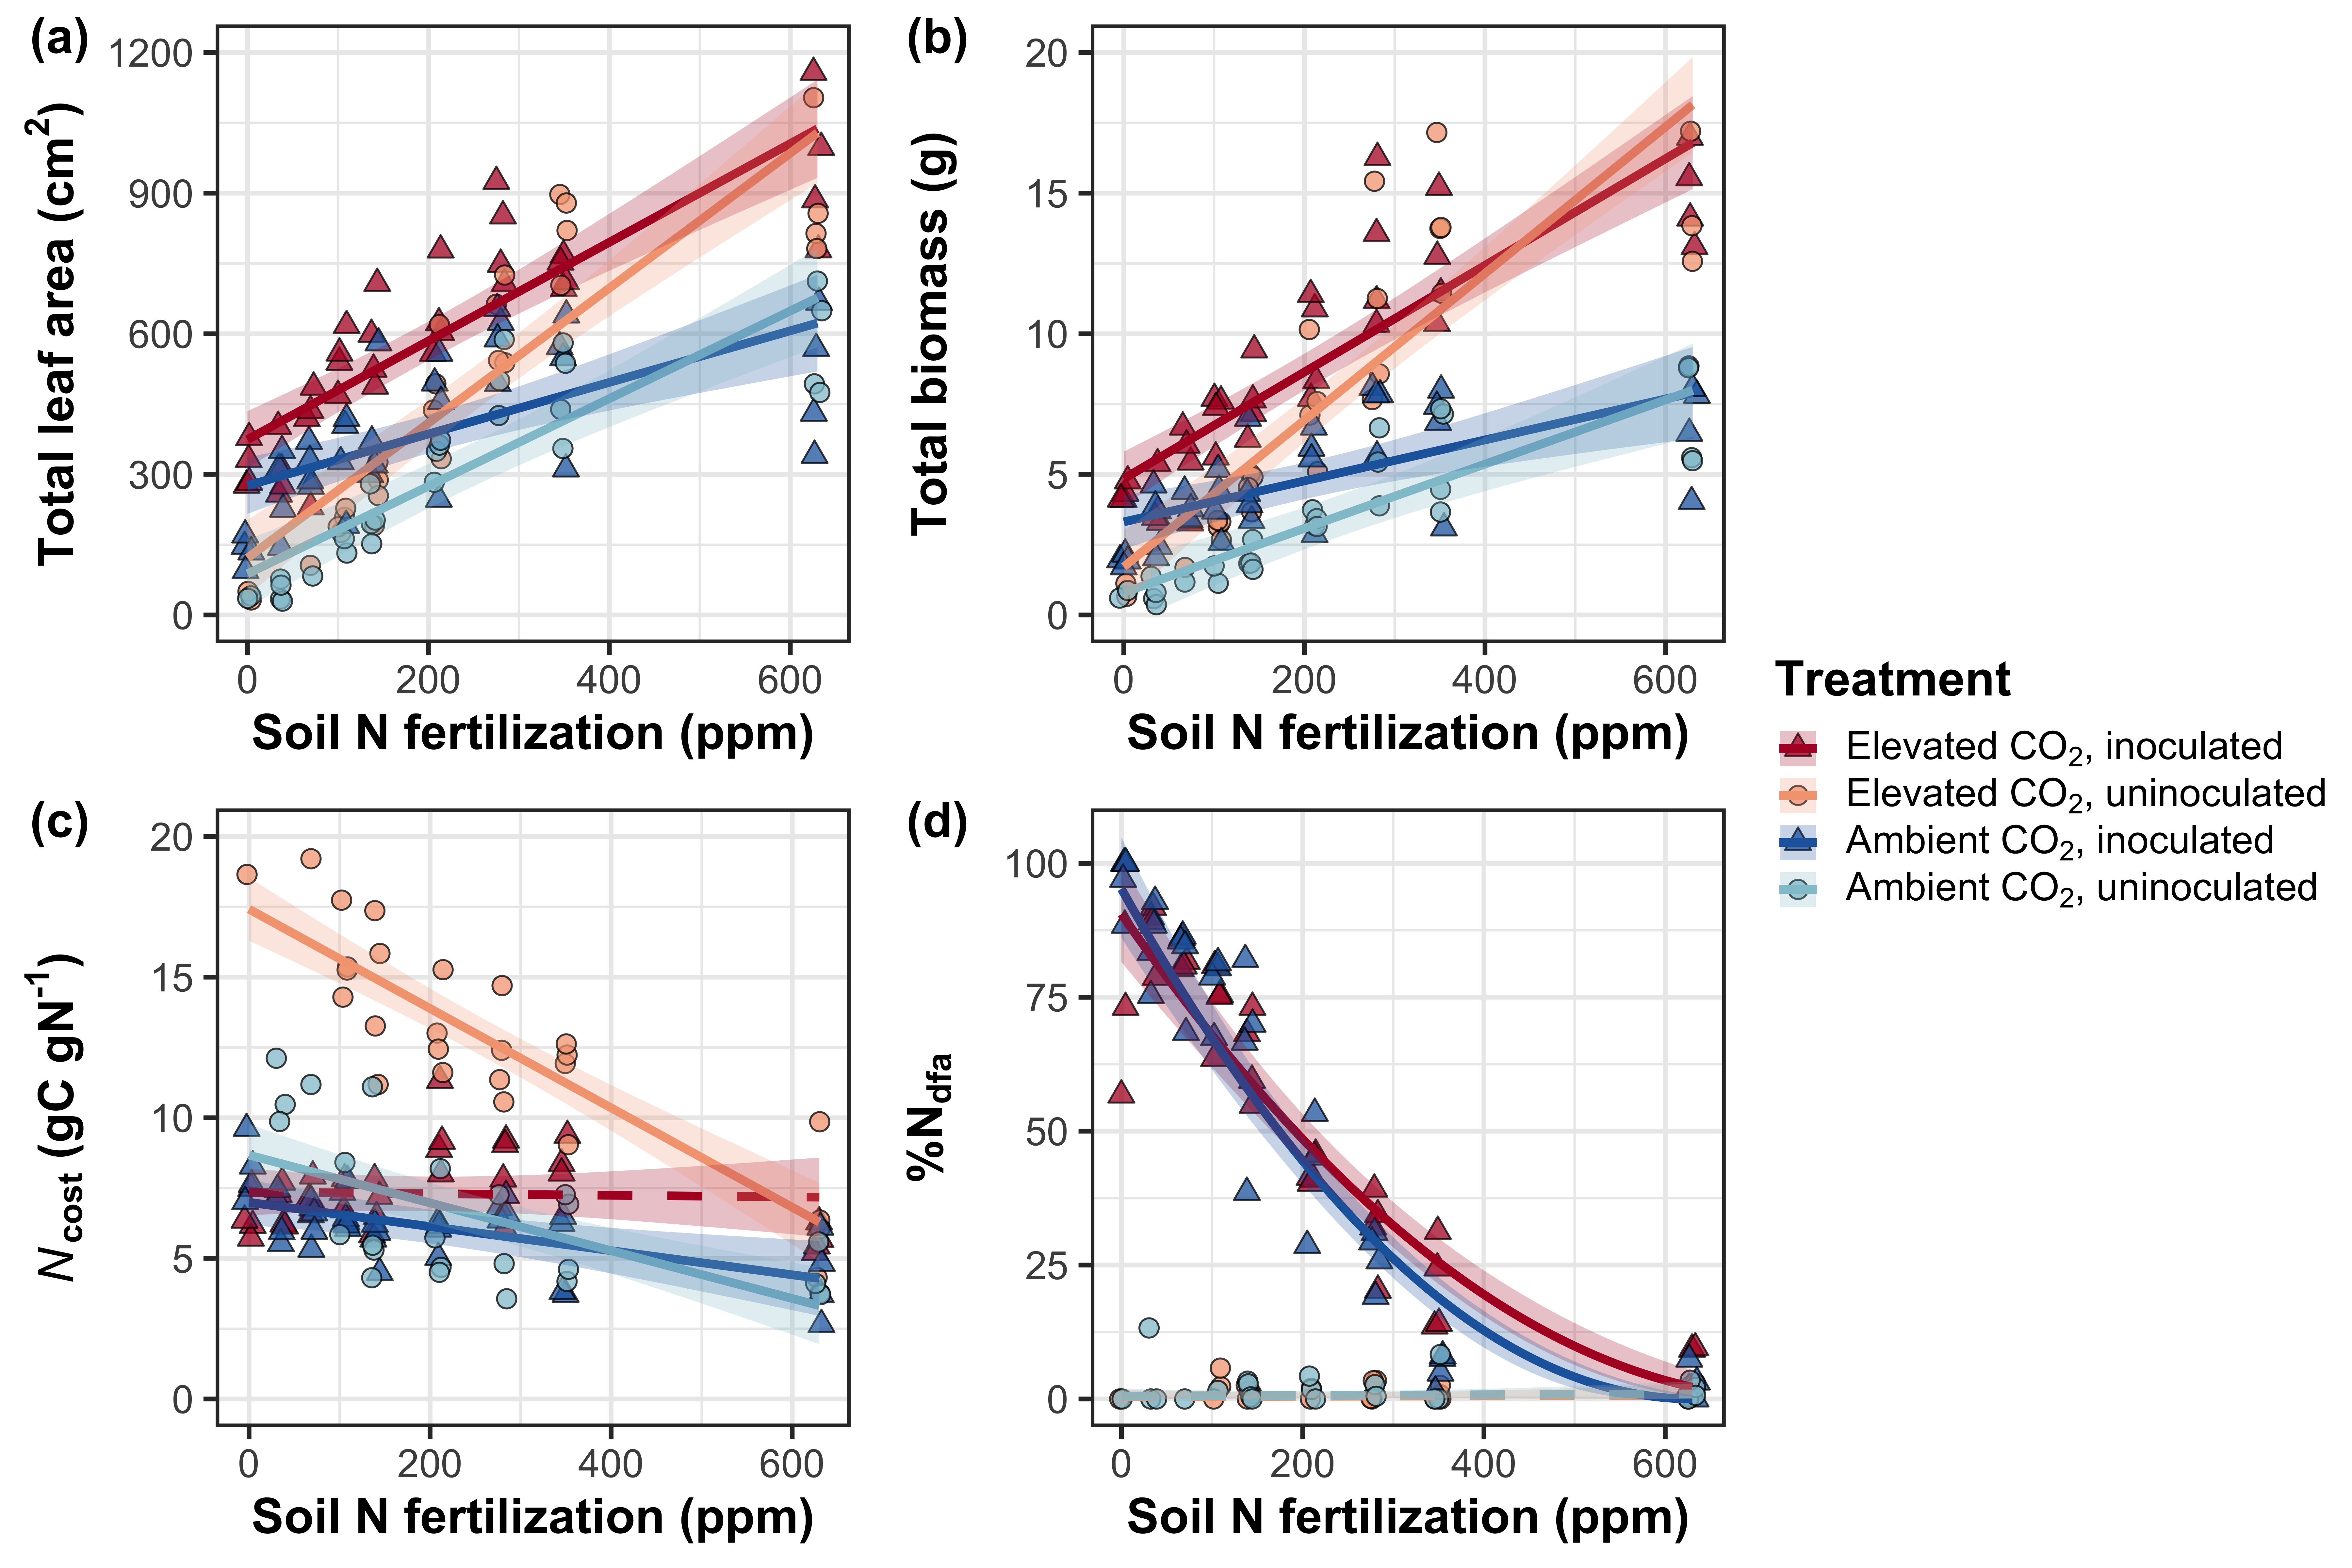 (a)
Total leaf area (cm²)
1200
900
600
300
0
0 200 400 600
Soil N fertilization (ppm)
(b)
Total biomass (g)
20
15
10
5
0
0 200 400 600
Soil N fertilization (ppm)
(c)
Ncost (gC gN⁻¹)
20
15
10
5
0
0 200 400 600
Soil N fertilization (ppm)
(d)
%Ndfa
100
75
50
25
0
0 200 400 600
Soil N fertilization (ppm)
Treatment
Elevated CO₂, inoculated
Elevated CO₂, uninoculated
Ambient CO₂, inoculated
Ambient CO₂, uninoculated